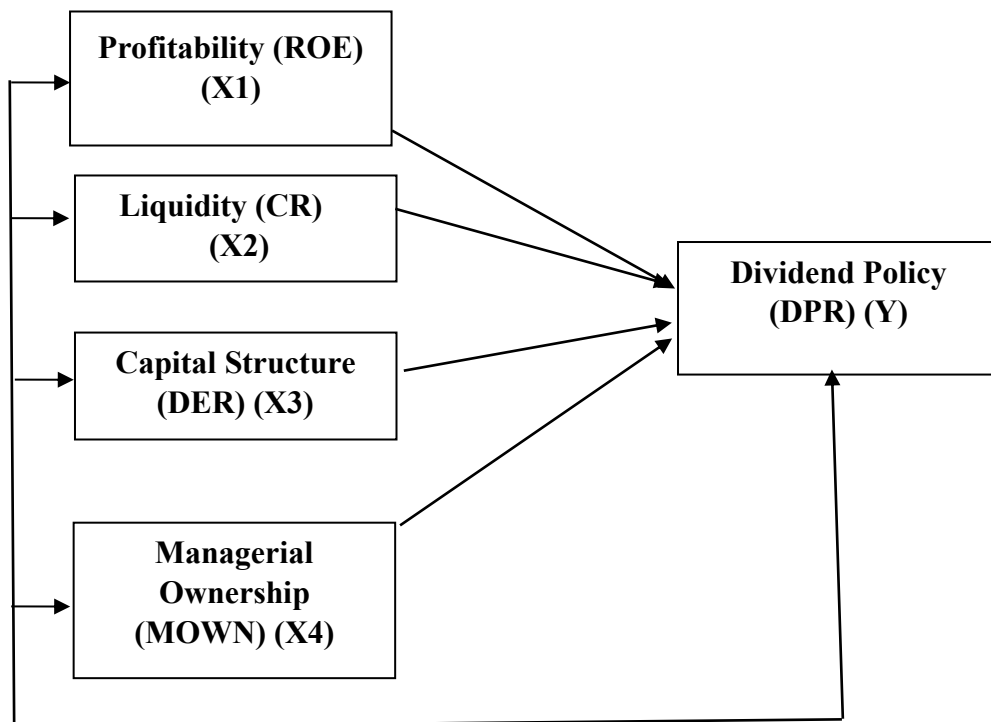 Profitability (ROE)
(X1)
Liquidity (CR)
(X2)
Capital Structure
(DER) (X3)
Managerial
Ownership
(MOWN) (X4)
Dividend Policy
(DPR) (Y)